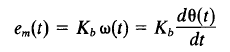 e_m(t) = K_b ω(t) = K_b dθ(t)/dt